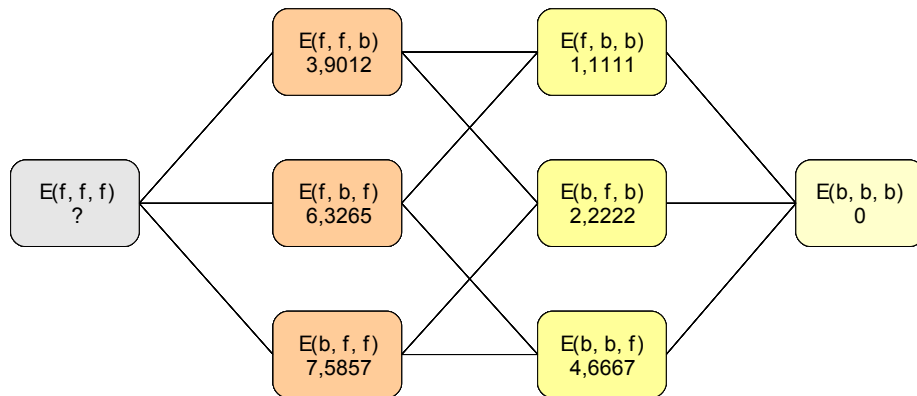 E(f, f, b)
3,9012
E(f, b, b)
1,1111
E(f, f, f)
?
E(f, b, f)
6,3265
E(b, f, b)
2,2222
E(b, b, b)
0
E(b, f, f)
7,5857
E(b, b, f)
4,6667